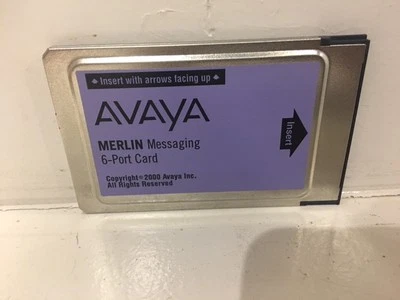 Insert with arrows facing up
AVAYA
MERLIN Messaging
6-Port Card
Insert
Copyright©2000 Avaya Inc.
All Rights Reserved